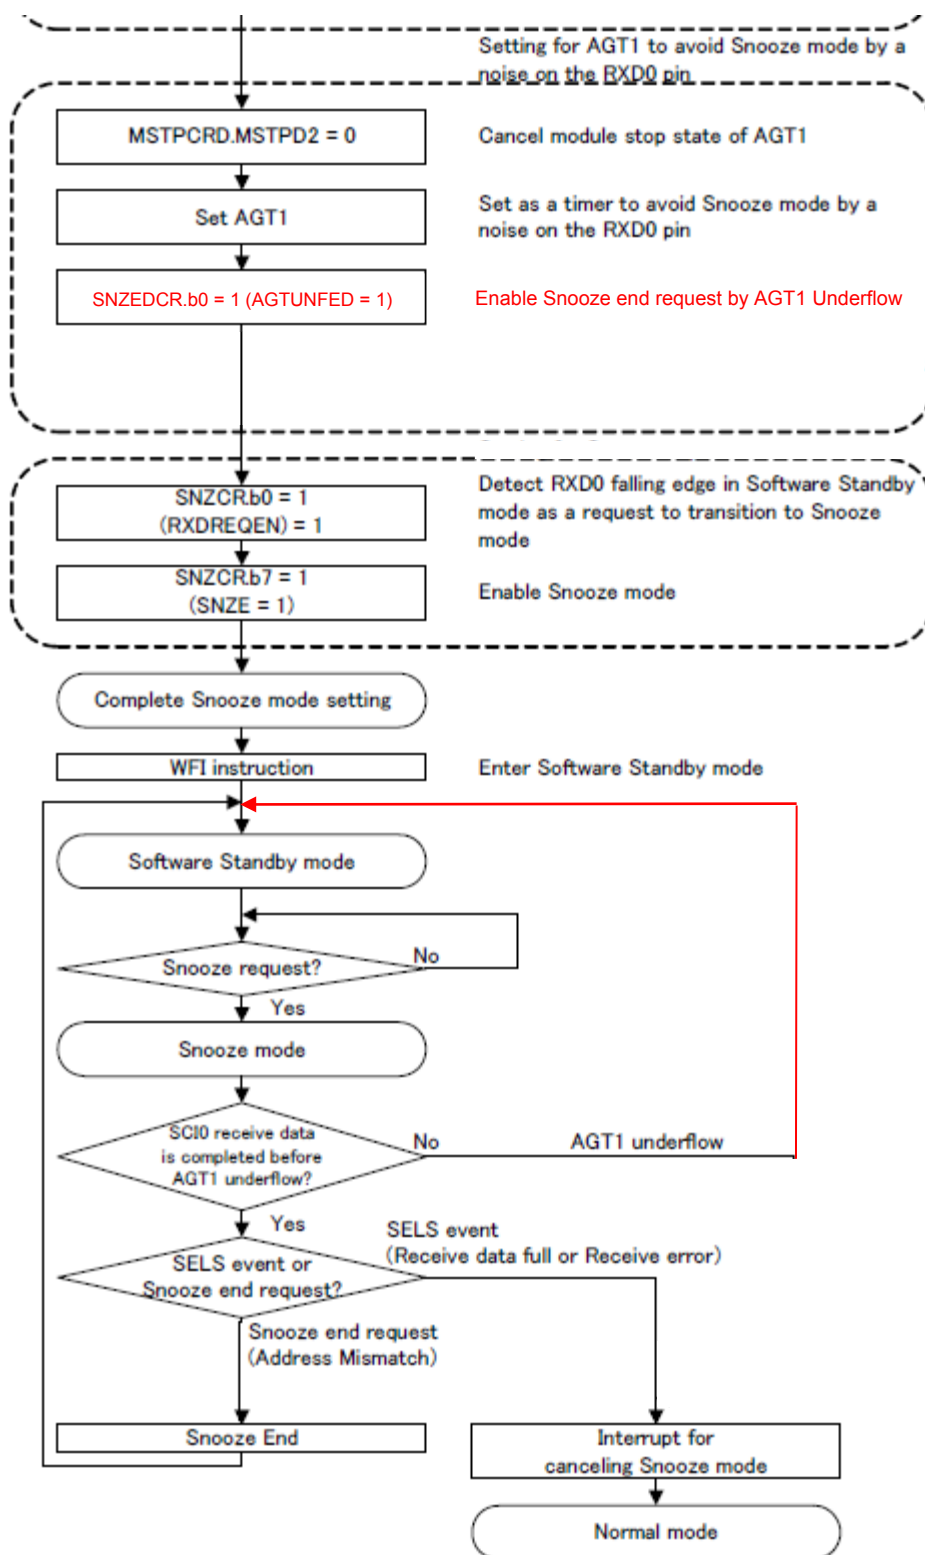 Setting for AGT1 to avoid Snooze mode by a
noise on the RXD0 pin
MSTPCRD.MSTPD2 = 0
Cancel module stop state of AGT1
Set AGT1
Set as a timer to avoid Snooze mode by a
noise on the RXD0 pin
SNZEDCR.b0 = 1 (AGTUNFED = 1)
Enable Snooze end request by AGT1 Underflow
SNZCR.b0 = 1
(RXDREQEN) = 1
Detect RXD0 falling edge in Software Standby
mode as a request to transition to Snooze
mode
SNZCR.b7 = 1
(SNZE = 1)
Enable Snooze mode
Complete Snooze mode setting
WFI instruction
Enter Software Standby mode
Software Standby mode
Snooze request?
No
Yes
Snooze mode
SCI0 receive data
is completed before
AGT1 underflow?
No
AGT1 underflow
Yes
SELS event
(Receive data full or Receive error)
SELS event or
Snooze end request?
Snooze end request
(Address Mismatch)
Snooze End
Interrupt for
canceling Snooze mode
Normal mode